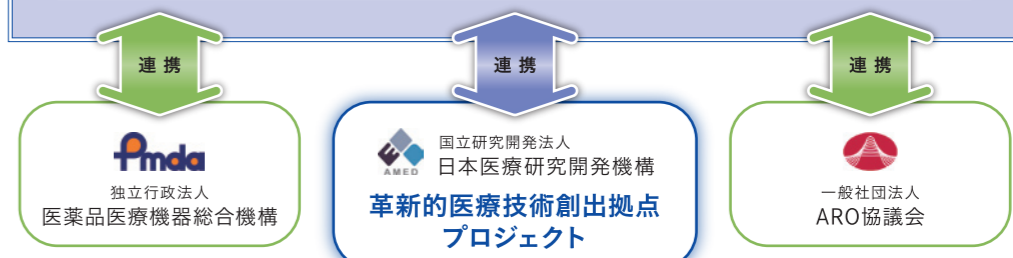 連携
連携
連携
Pmda
独立行政法人
医薬品医療機器総合機構
AMED
国立研究開発法人
日本医療研究開発機構
革新的医療技術創出拠点
プロジェクト
一般社団法人
ARO協議会